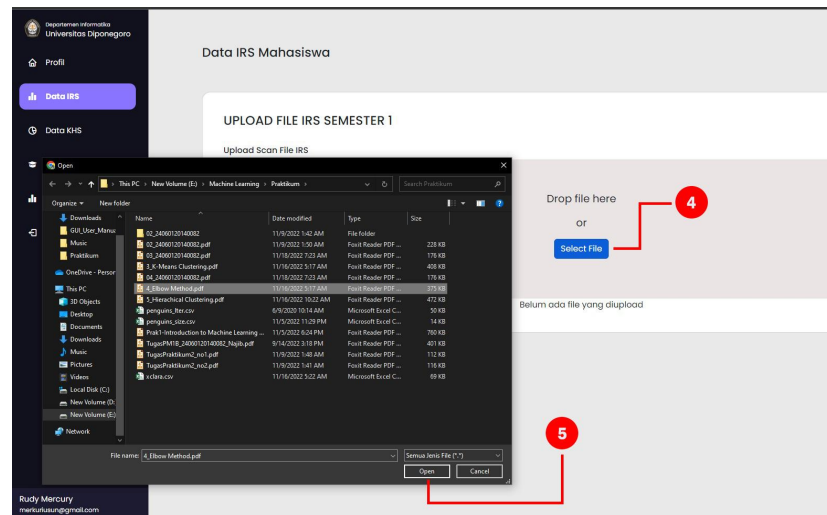 Departemen Informatika
Universitas Diponegoro
Profil
Data IRS
Data KHS
Rudy Mercury
merkuriusun@gmail.com
Data IRS Mahasiswa
UPLOAD FILE IRS SEMESTER 1
Upload Scan File IRS
Drop file here
or
Select File
Belum ada file yang diupload
4
5
Open
This PC > New Volume (E:) > Machine Learning > Praktikum >
Search Praktikum
Organize
New folder
Downloads
GUI_User_Manua
Music
Praktikum
OneDrive - Person
This PC
3D Objects
Desktop
Documents
Downloads
Music
Pictures
Videos
Local Disk (C:)
New Volume (D:
New Volume (E:)
Network
Name Date modified Type Size
02_24060120140082 11/9/2022 1:42 AM File folder
02_24060120140082.pdf 11/9/2022 1:50 AM Foxit Reader PDF ... 228 KB
03_24060120140082.pdf 11/18/2022 7:23 AM Foxit Reader PDF ... 176 KB
3_K-Means Clustering.pdf 11/16/2022 5:17 AM Foxit Reader PDF ... 408 KB
04_24060120140082.pdf 11/18/2022 7:23 AM Foxit Reader PDF ... 176 KB
4_Elbow Method.pdf 11/16/2022 5:17 AM Foxit Reader PDF ... 375 KB
5_Hierachical Clustering.pdf 11/16/2022 10:22 AM Foxit Reader PDF ... 472 KB
penguins_lter.csv 6/9/2020 10:14 AM Microsoft Excel C... 50 KB
penguins_size.csv 11/5/2022 11:29 PM Microsoft Excel C... 14 KB
Prak1-Introduction to Machine Learning ... 11/5/2022 6:24 PM Foxit Reader PDF ... 760 KB
TugasPM1B_24060120140082_Najib.pdf 9/14/2022 3:18 PM Foxit Reader PDF ... 401 KB
TugasPraktikum2_no1.pdf 11/9/2022 1:48 AM Foxit Reader PDF ... 112 KB
TugasPraktikum2_no2.pdf 11/9/2022 1:41 AM Foxit Reader PDF ... 116 KB
xclara.csv 11/16/2022 5:22 AM Microsoft Excel C... 69 KB
File name: 4_Elbow Method.pdf
Semua Jenis File (*.*)
Open
Cancel